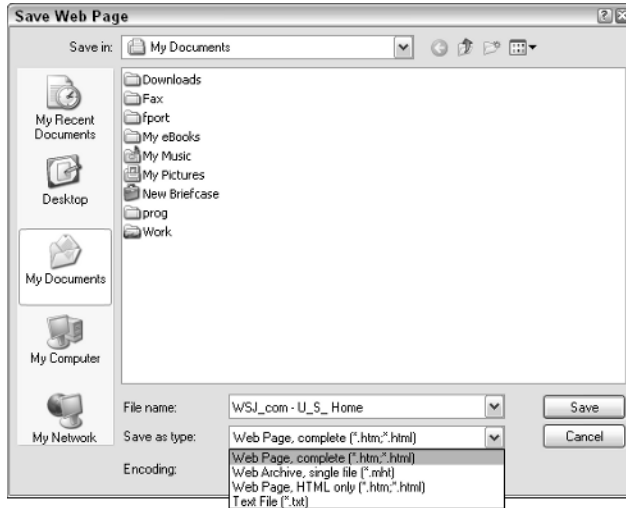 Save Web Page
Save in:
My Documents
Downloads
Fax
fport
My eBooks
My Music
My Pictures
New Briefcase
prog
Work
My Recent
Documents
Desktop
My Documents
My Computer
My Network
File name:
WSJ_com - U_S_ Home
Save
Save as type:
Web Page, complete (*.htm;*.html)
Cancel
Encoding:
Web Page, complete (*.htm;*.html)
Web Archive, single file (*.mht)
Web Page, HTML only (*.htm;*.html)
Text File (*.txt)